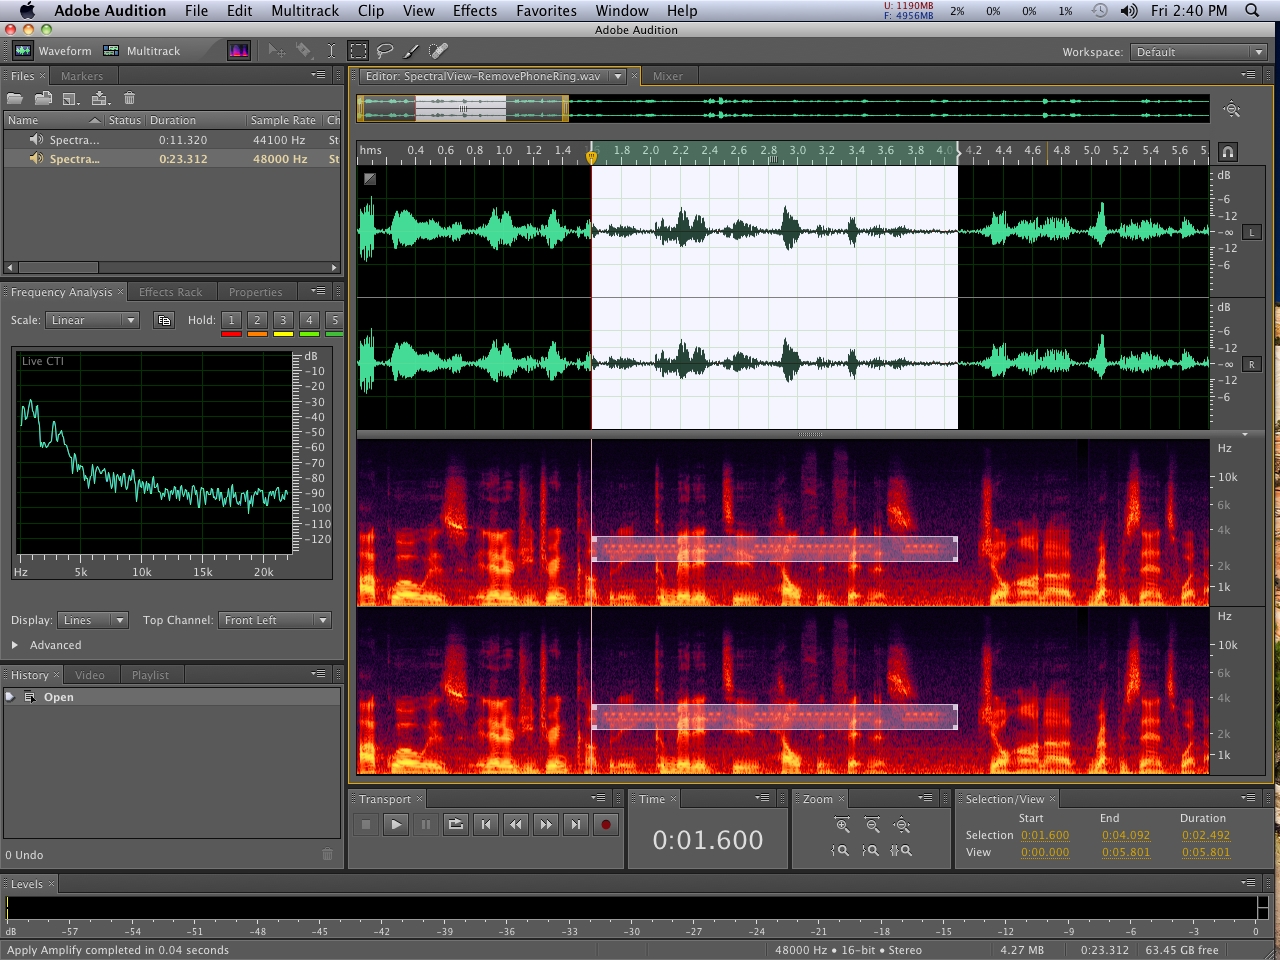 Adobe Audition File Edit Multitrack Clip View Effects Favorites Window Help U: 1190MB F: 4956MB 2% 0% 0% 1% Fri 2:40 PM
Adobe Audition
Waveform Multitrack Workspace: Default
Files × Markers
Name Status Duration Sample Rate Ch
Spectra... 0:11.320 44100 Hz St
Spectra... 0:23.312 48000 Hz St
Frequency Analysis × Effects Rack Properties
Scale: Linear Hold: 1 2 3 4 5
Live CTI
dB
-10
-20
-30
-40
-50
-60
-70
-80
-90
-100
-110
-120
Hz 5k 10k 15k 20k
Display: Lines Top Channel: Front Left
Advanced
History × Video Playlist
Open
0 Undo
Editor: SpectralView-RemovePhoneRing.wav × Mixer
hms 0.4 0.6 0.8 1.0 1.2 1.4 1.8 2.0 2.2 2.4 2.6 2.8 3.0 3.2 3.4 3.6 3.8 4.0 4.2 4.4 4.6 4.8 5.0 5.2 5.4 5.6 5.
dB
-6
-12
-∞ L
-12
-6
dB
-6
-12
-∞ R
-12
-6
Hz
10k
6k
4k
2k
1k
Hz
10k
6k
4k
2k
1k
Transport ×
Time ×
0:01.600
Zoom ×
Selection/View ×
Start End Duration
Selection 0:01.600 0:04.092 0:02.492
View 0:00.000 0:05.801 0:05.801
Levels ×
dB -57 -54 -51 -48 -45 -42 -39 -36 -33 -30 -27 -24 -21 -18 -15 -12 -9 -6 -3 0
Apply Amplify completed in 0.04 seconds 48000 Hz • 16-bit • Stereo 4.27 MB 0:23.312 63.45 GB free